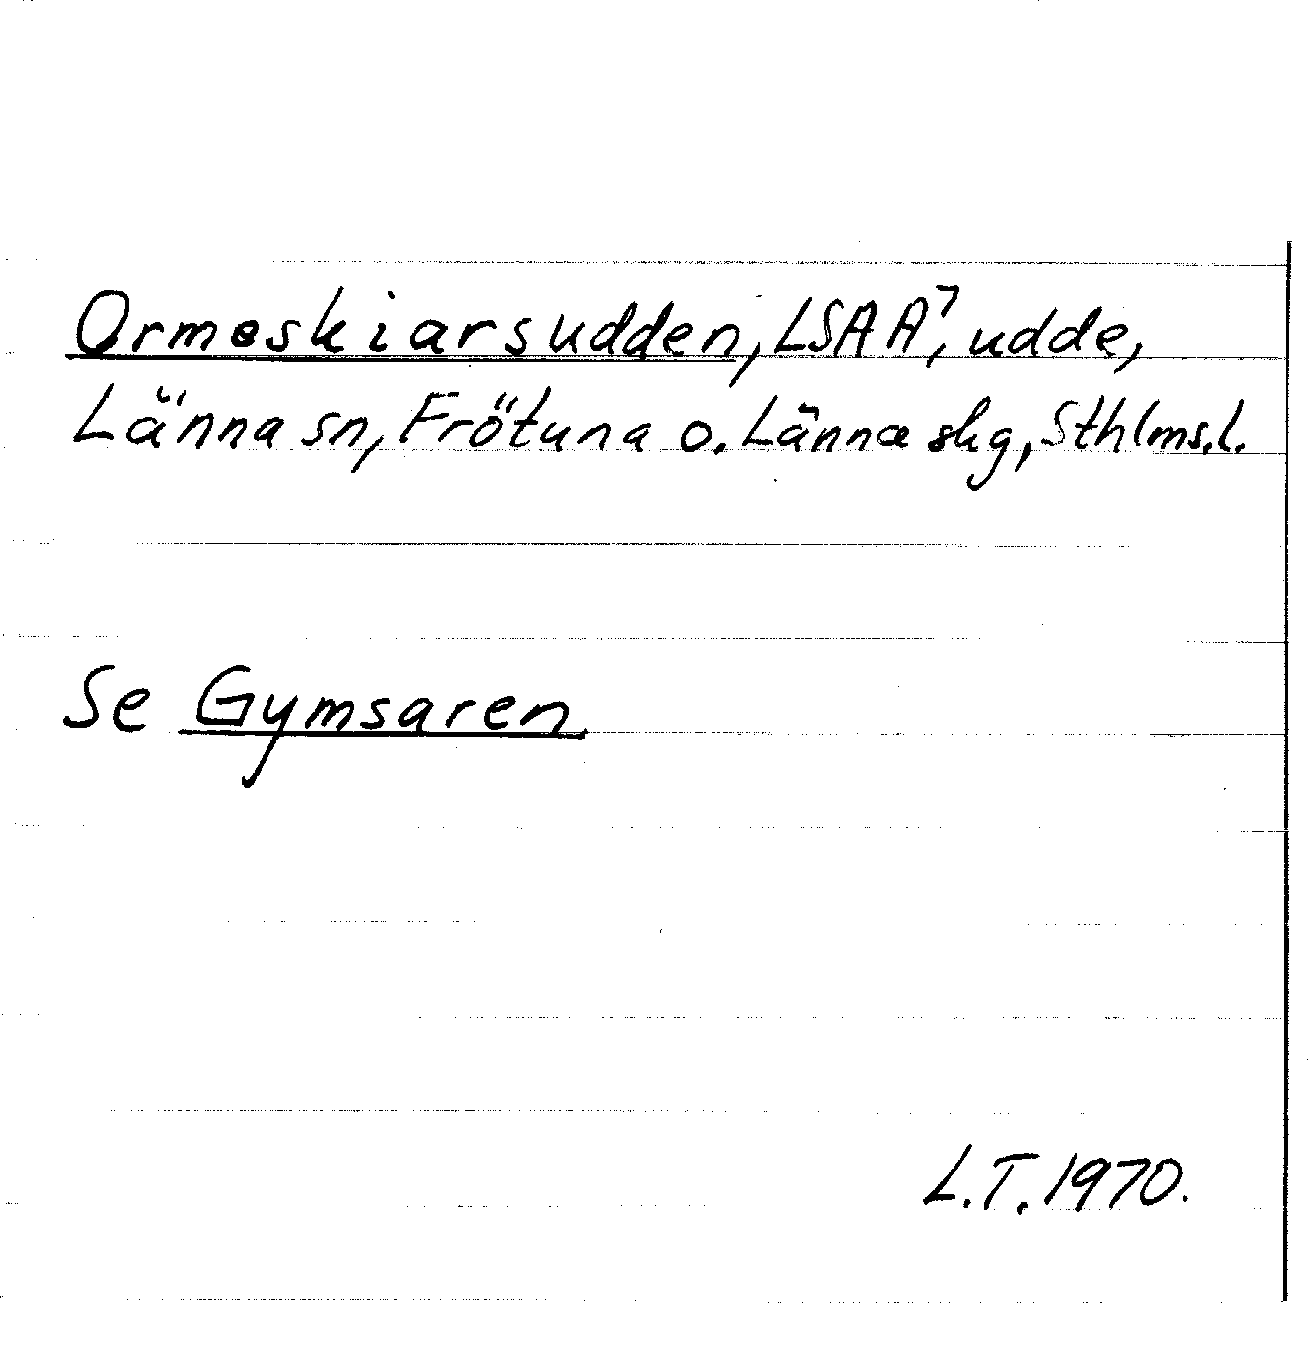 Ormeskiarsudden, LSA A⁷, udde,
Länna sn, Frötuna o. Länna skg, Sthlms.l.
Se Gymsaren
L.T. 1970.